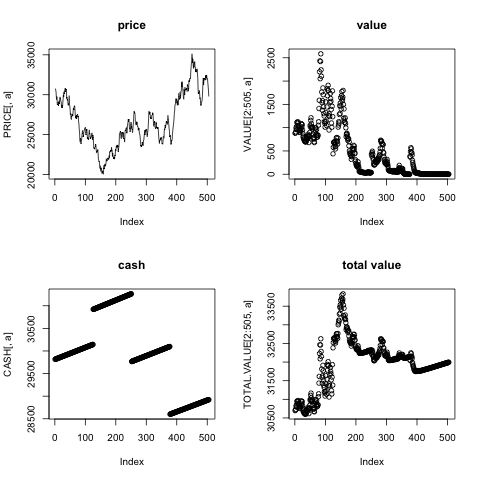 price
PRICE[, a]
20000 25000 30000 35000
0 100 200 300 400 500
Index
value
VALUE[2:505, a]
0 500 1500 2500
0 100 200 300 400 500
Index
cash
CASH[, a]
28500 29500 30500
0 100 200 300 400 500
Index
total value
TOTAL.VALUE[2:505, a]
30500 31500 32500 33500
0 100 200 300 400 500
Index